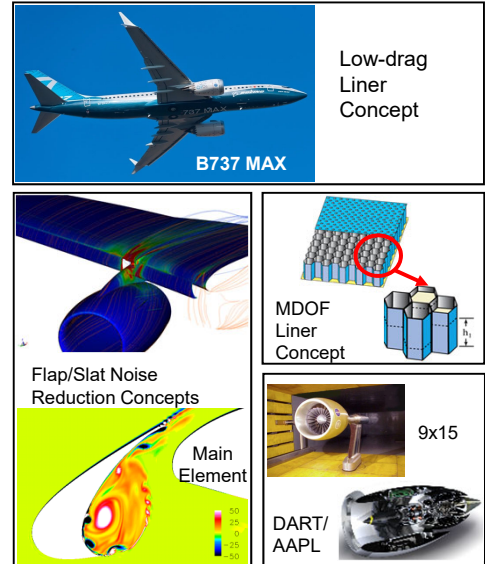 Low-drag
Liner
Concept
B737 MAX
MDOF
Liner
Concept
h₁
Flap/Slat Noise
Reduction Concepts
Main
Element
50
25
0
−25
−50
9x15
DART/
AAPL